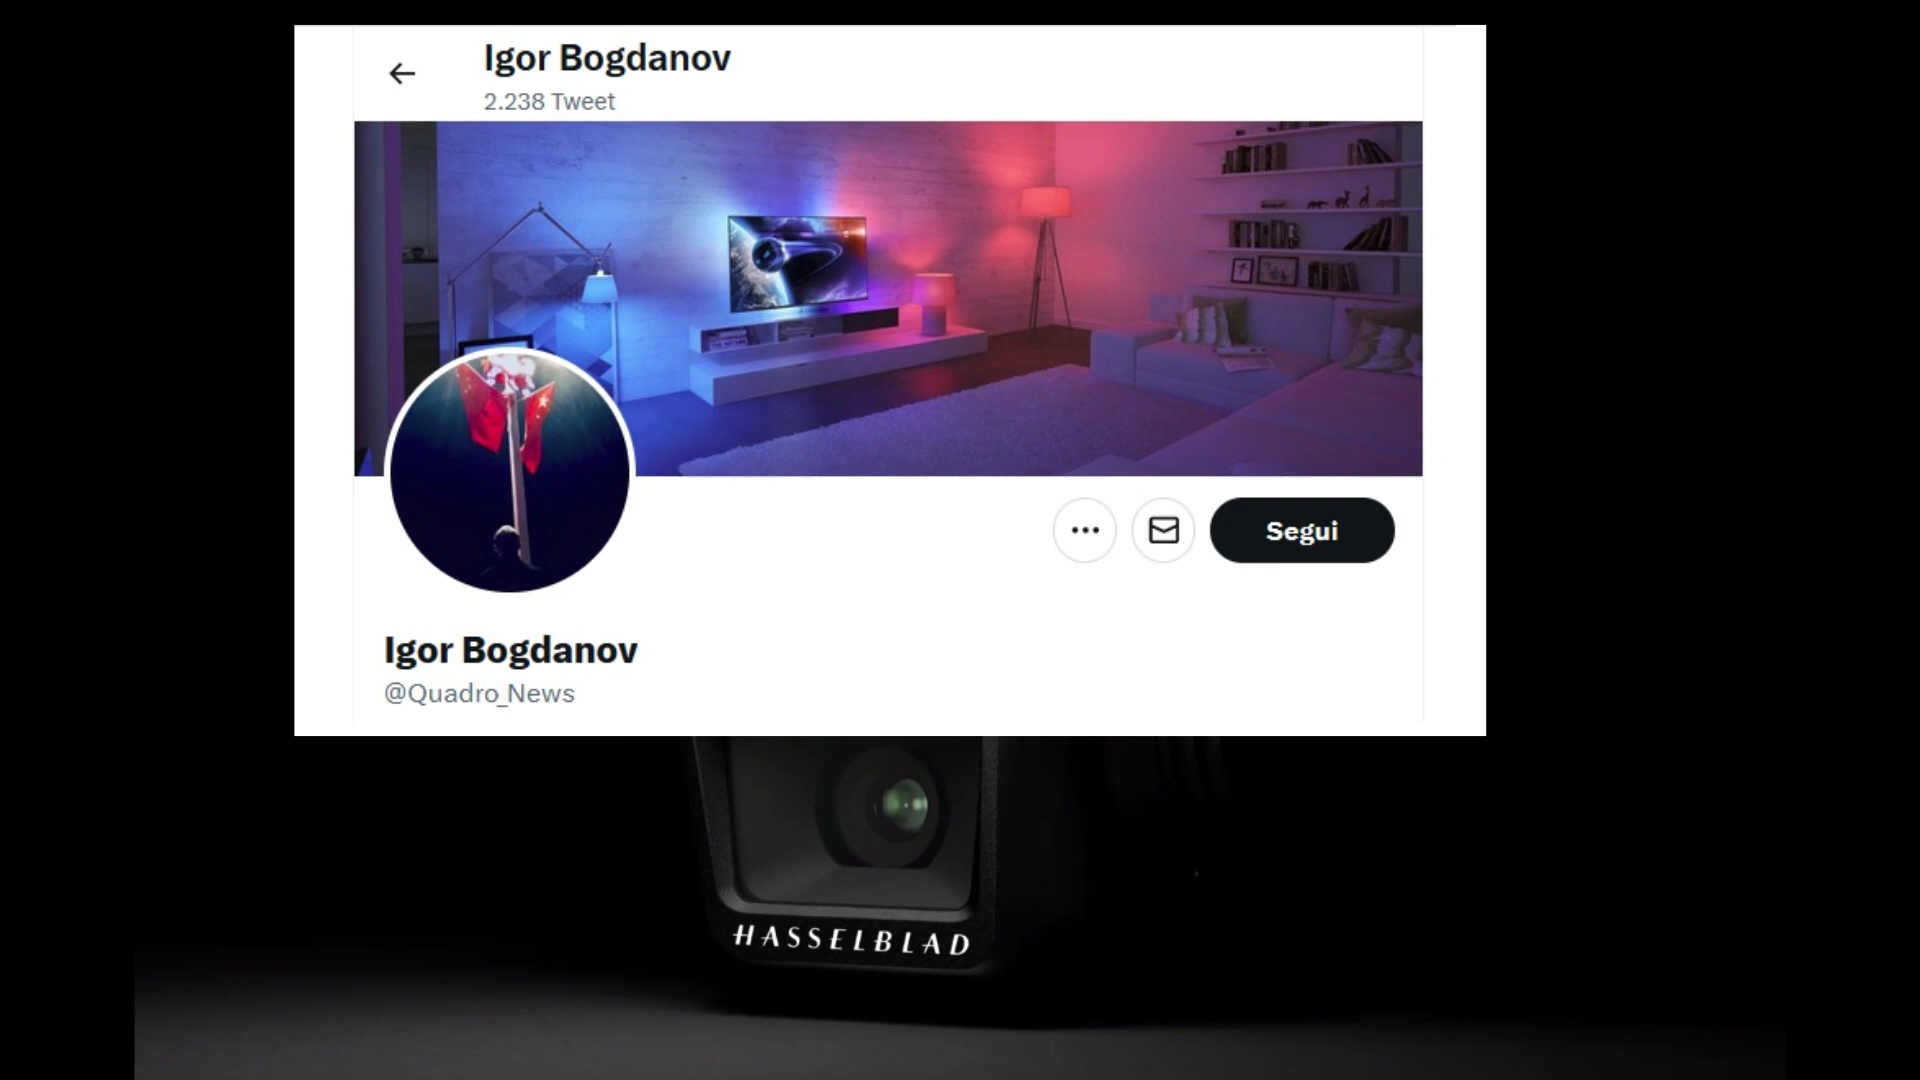 Igor Bogdanov
2.238 Tweet
Segui
Igor Bogdanov
@Quadro_News
HASSELBLAD